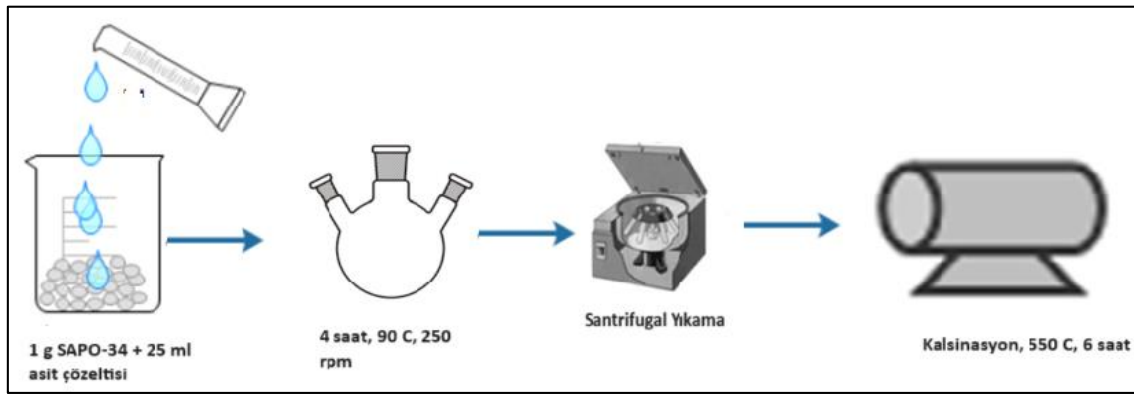 1 g SAPO-34 + 25 ml
asit çözeltisi
4 saat, 90 C, 250
rpm
Santrifugal Yıkama
Kalsinasyon, 550 C, 6 saat